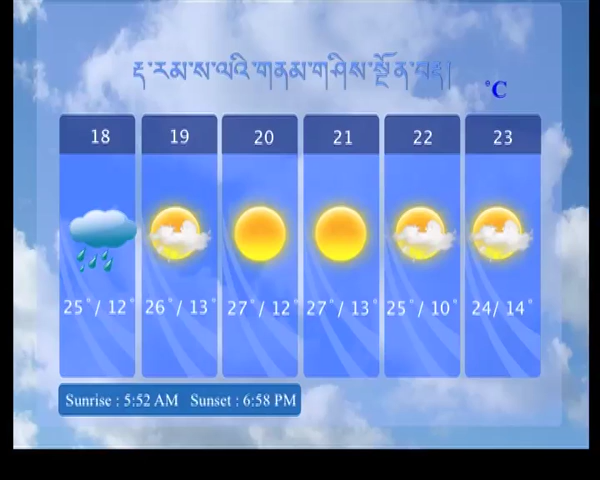 རྡ་རམ་ས་ལའི་གནམ་གཤིས་སྔོན་བརྡ།
°C
18 19 20 21 22 23
25°/ 12° 26°/ 13° 27°/ 12° 27°/ 13° 25°/ 10° 24/ 14°
Sunrise : 5:52 AM Sunset : 6:58 PM